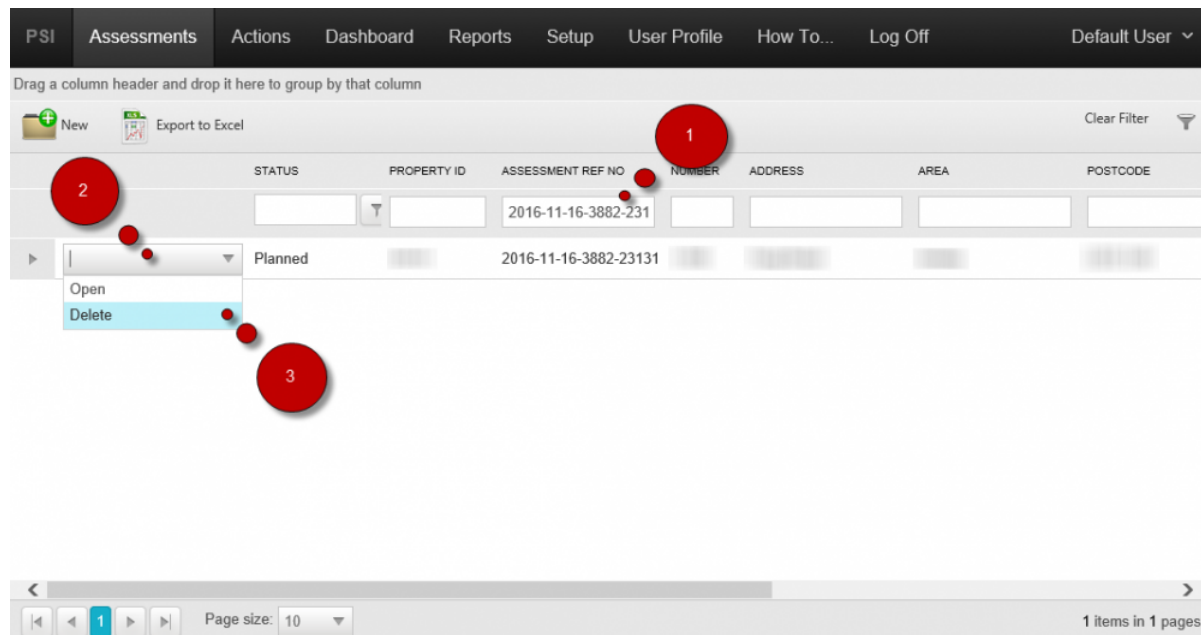 PSI Assessments Actions Dashboard Reports Setup User Profile How To... Log Off Default User
Drag a column header and drop it here to group by that column
New Export to Excel Clear Filter
1
STATUS PROPERTY ID ASSESSMENT REF NO NUMBER ADDRESS AREA POSTCODE
2
2016-11-16-3882-231
Planned 2016-11-16-3882-23131
Open
Delete
3
1 Page size: 10 1 items in 1 pages